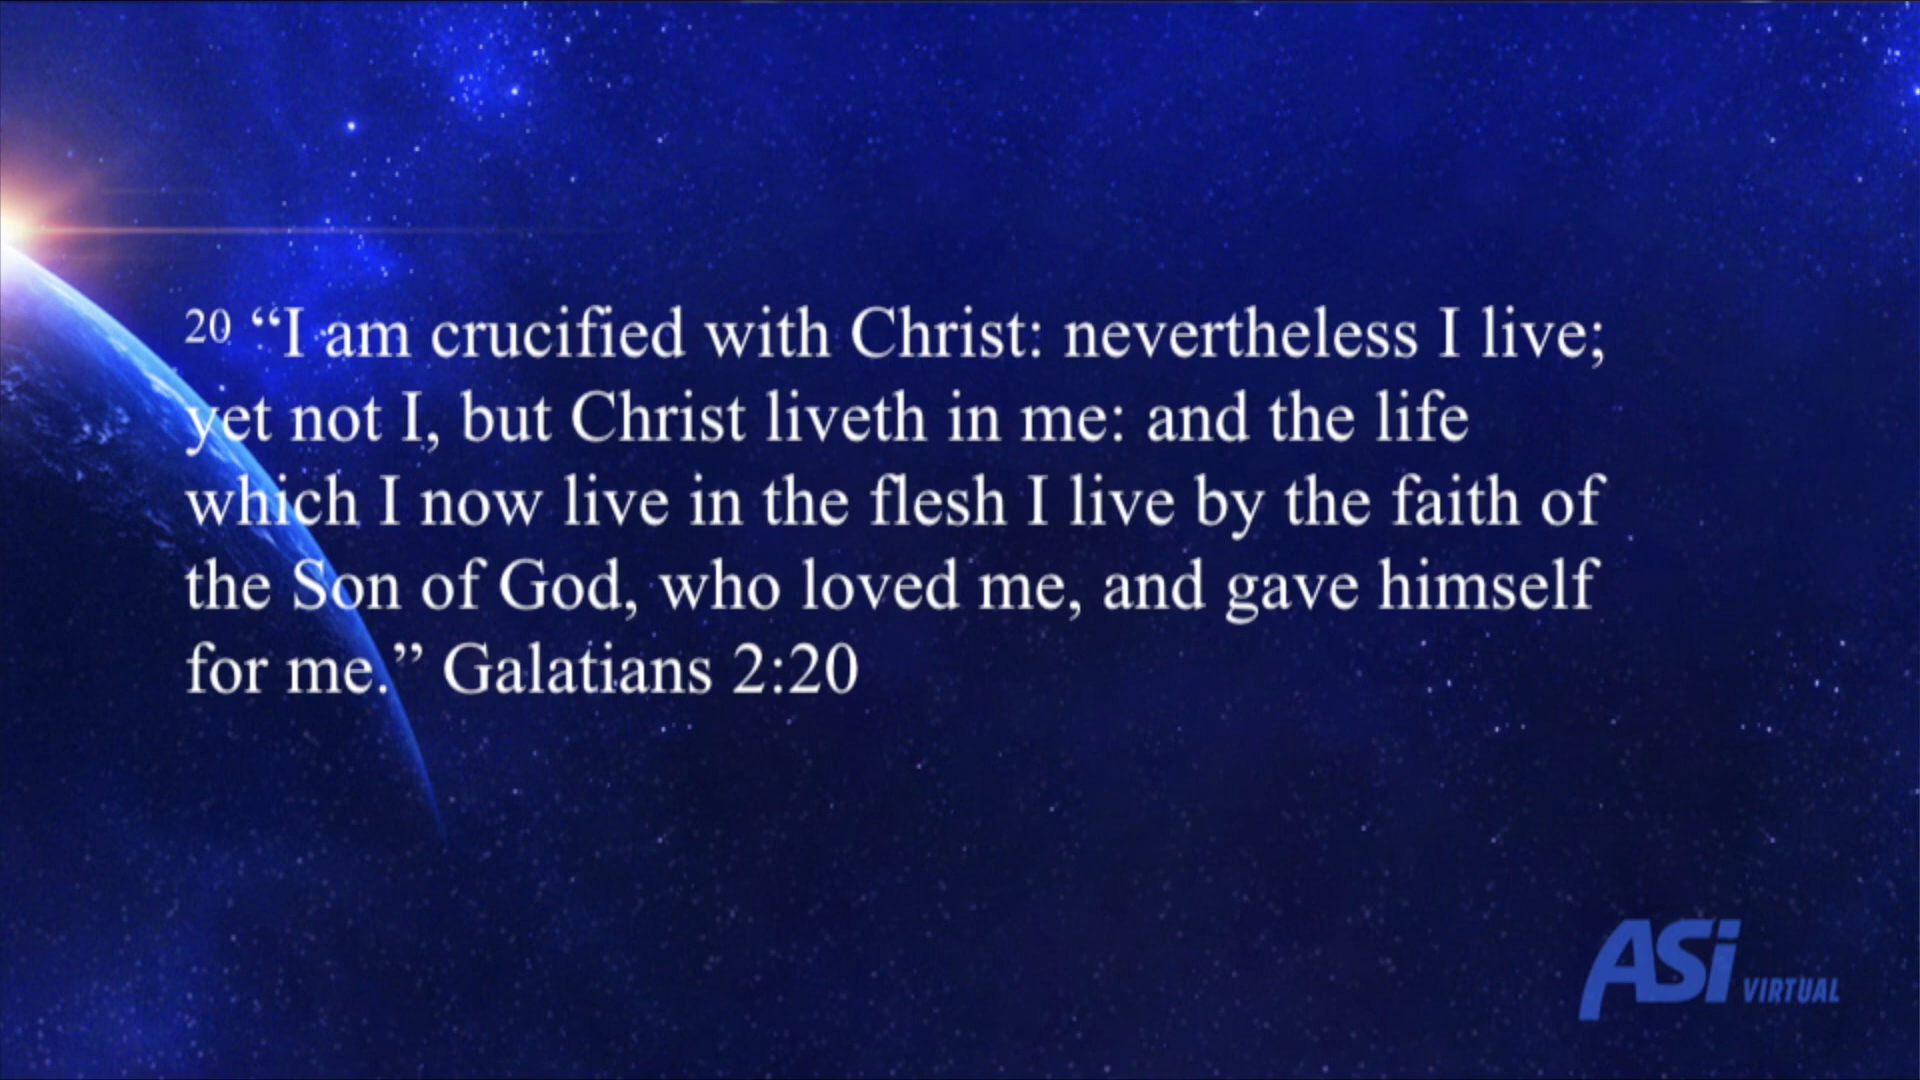 20 “I am crucified with Christ: nevertheless I live;
yet not I, but Christ liveth in me: and the life
which I now live in the flesh I live by the faith of
the Son of God, who loved me, and gave himself
for me.” Galatians 2:20
ASi VIRTUAL